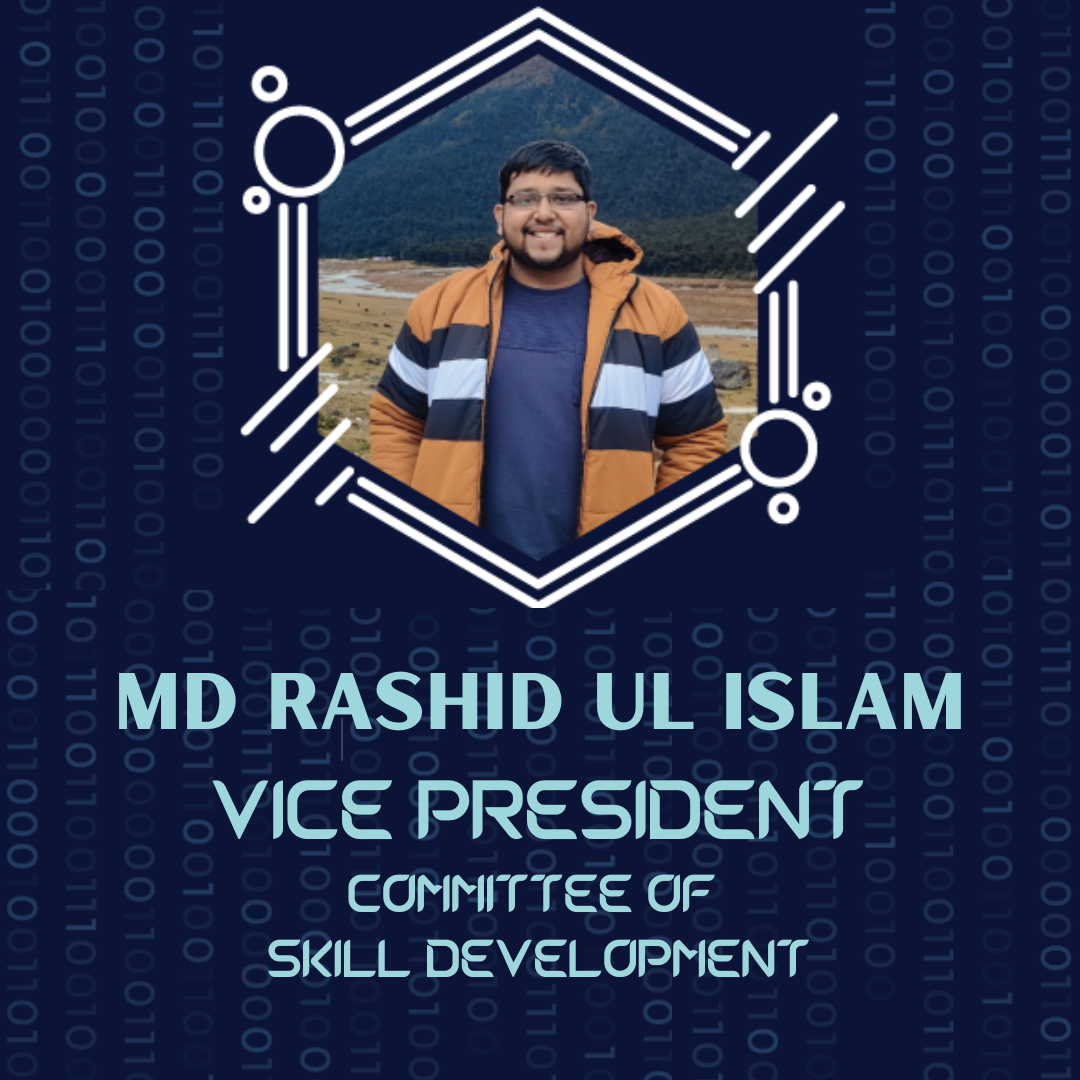 MD RASHID UL ISLAM
VICE PRESIDENT
COMMITTEE OF
SKILL DEVELOPMENT